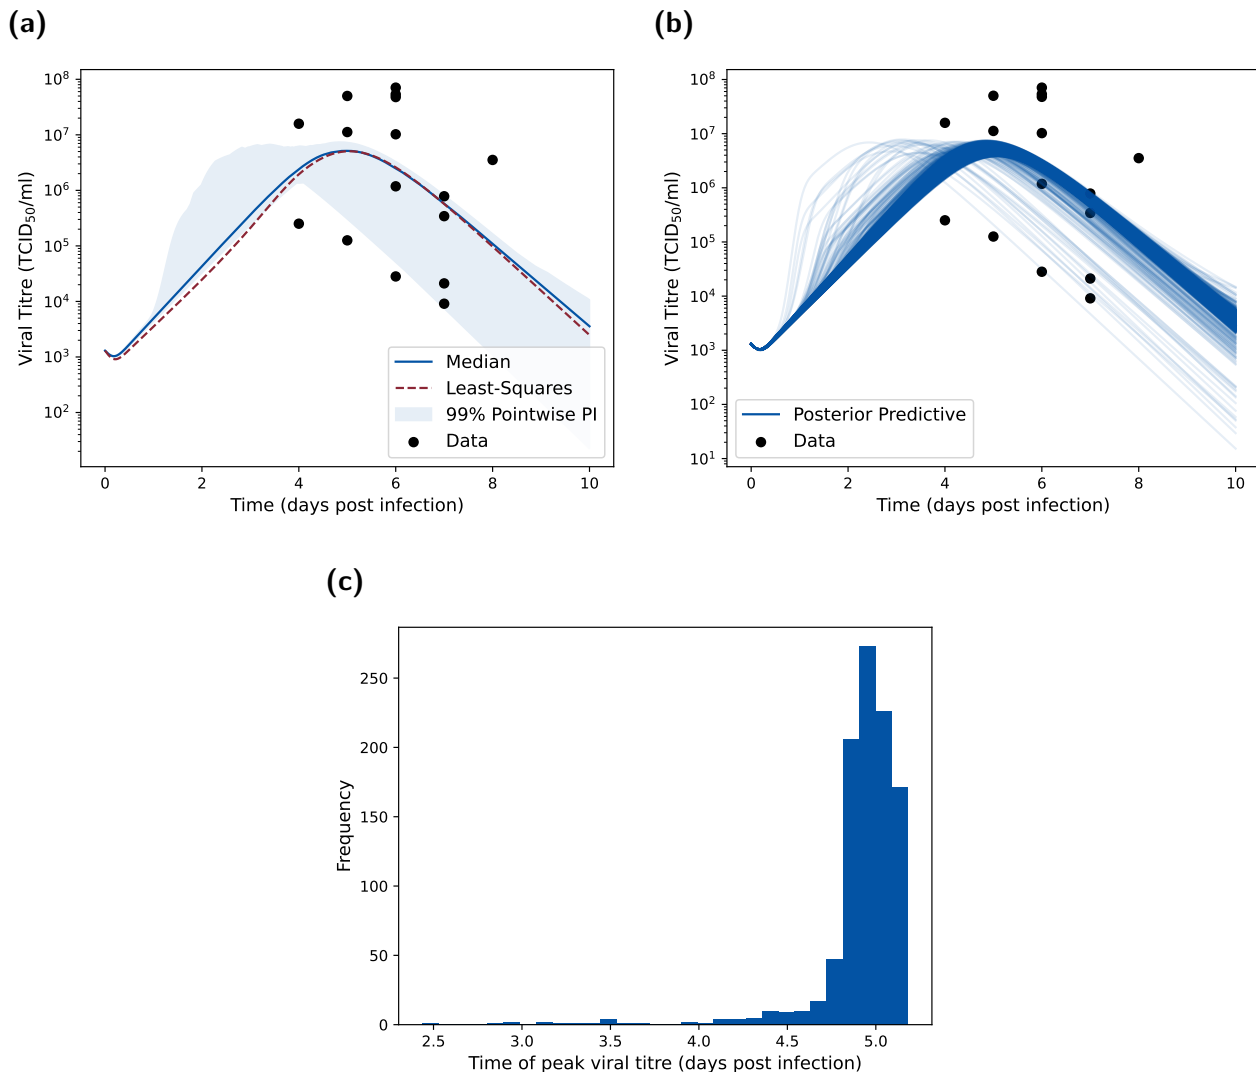 (a)
10⁸
10⁷
10⁶
10⁵
10⁴
10³
10²
Viral Titre (TCID₅₀/ml)
Median
Least-Squares
99% Pointwise PI
Data
0 2 4 6 8 10
Time (days post infection)
(b)
10⁸
10⁷
10⁶
10⁵
10⁴
10³
10²
10¹
Viral Titre (TCID₅₀/ml)
Posterior Predictive
Data
0 2 4 6 8 10
Time (days post infection)
(c)
250
200
150
100
50
0
Frequency
2.5 3.0 3.5 4.0 4.5 5.0
Time of peak viral titre (days post infection)